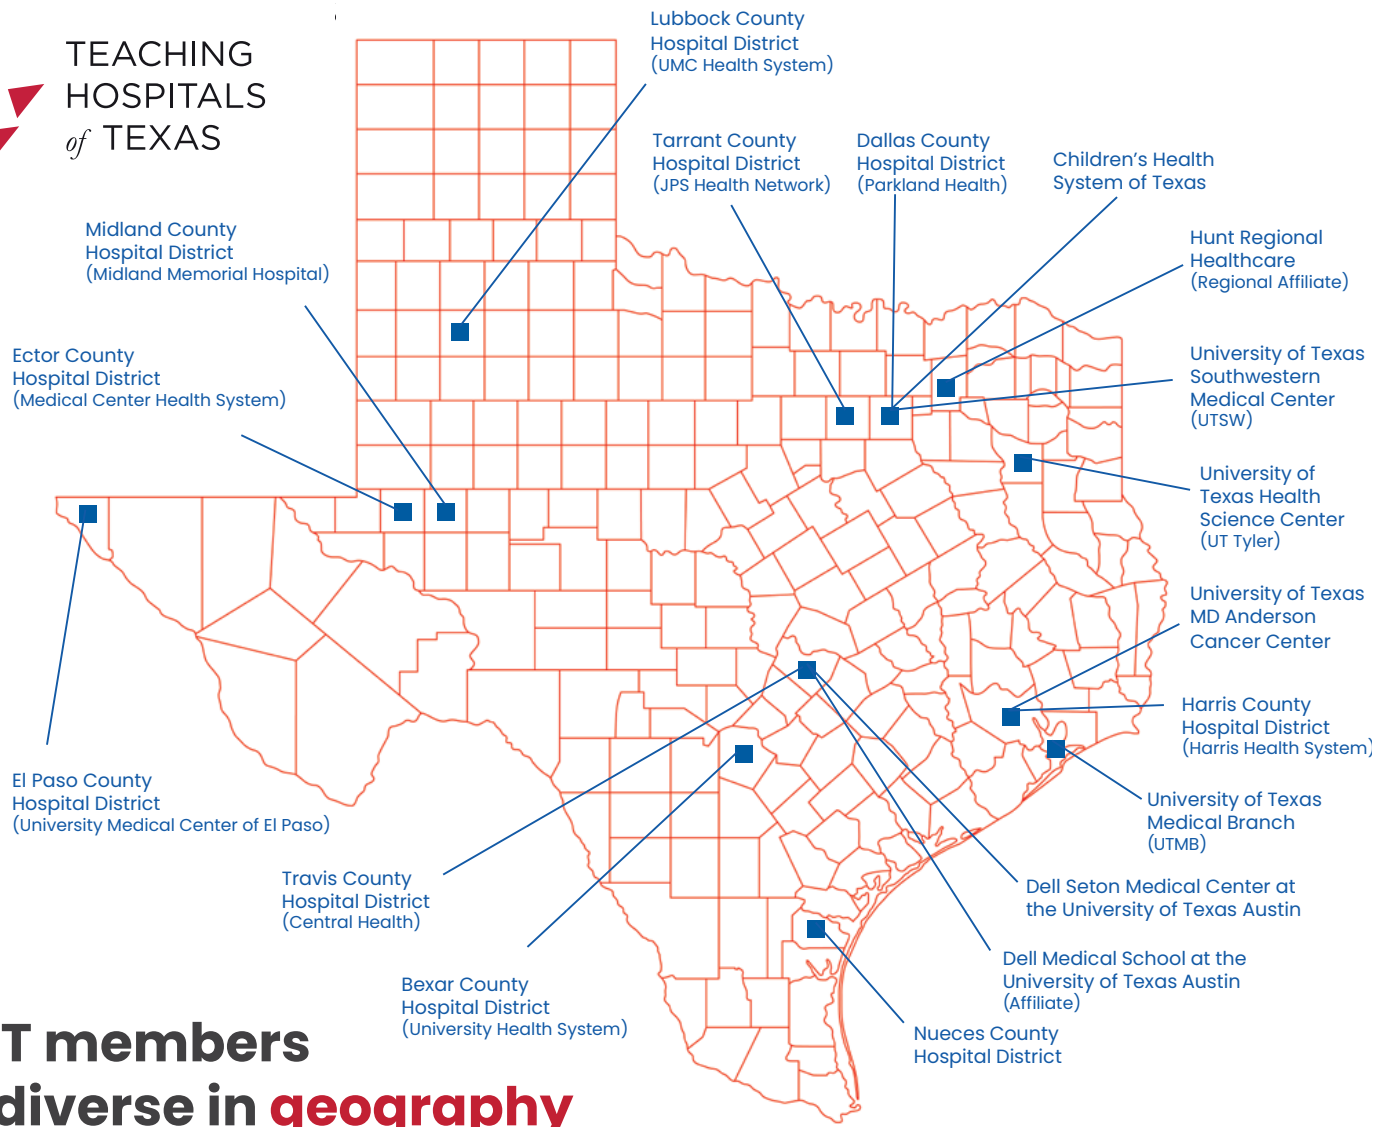 TEACHING
HOSPITALS
of TEXAS
Lubbock County
Hospital District
(UMC Health System)
Tarrant County
Hospital District
(JPS Health Network)
Dallas County
Hospital District
(Parkland Health)
Children's Health
System of Texas
Midland County
Hospital District
(Midland Memorial Hospital)
Hunt Regional
Healthcare
(Regional Affiliate)
Ector County
Hospital District
(Medical Center Health System)
University of Texas
Southwestern
Medical Center
(UTSW)
University of
Texas Health
Science Center
(UT Tyler)
University of Texas
MD Anderson
Cancer Center
Harris County
Hospital District
(Harris Health System)
El Paso County
Hospital District
(University Medical Center of El Paso)
University of Texas
Medical Branch
(UTMB)
Travis County
Hospital District
(Central Health)
Dell Seton Medical Center at
the University of Texas Austin
Dell Medical School at the
University of Texas Austin
(Affiliate)
Bexar County
Hospital District
(University Health System)
Nueces County
Hospital District
T members
diverse in geography